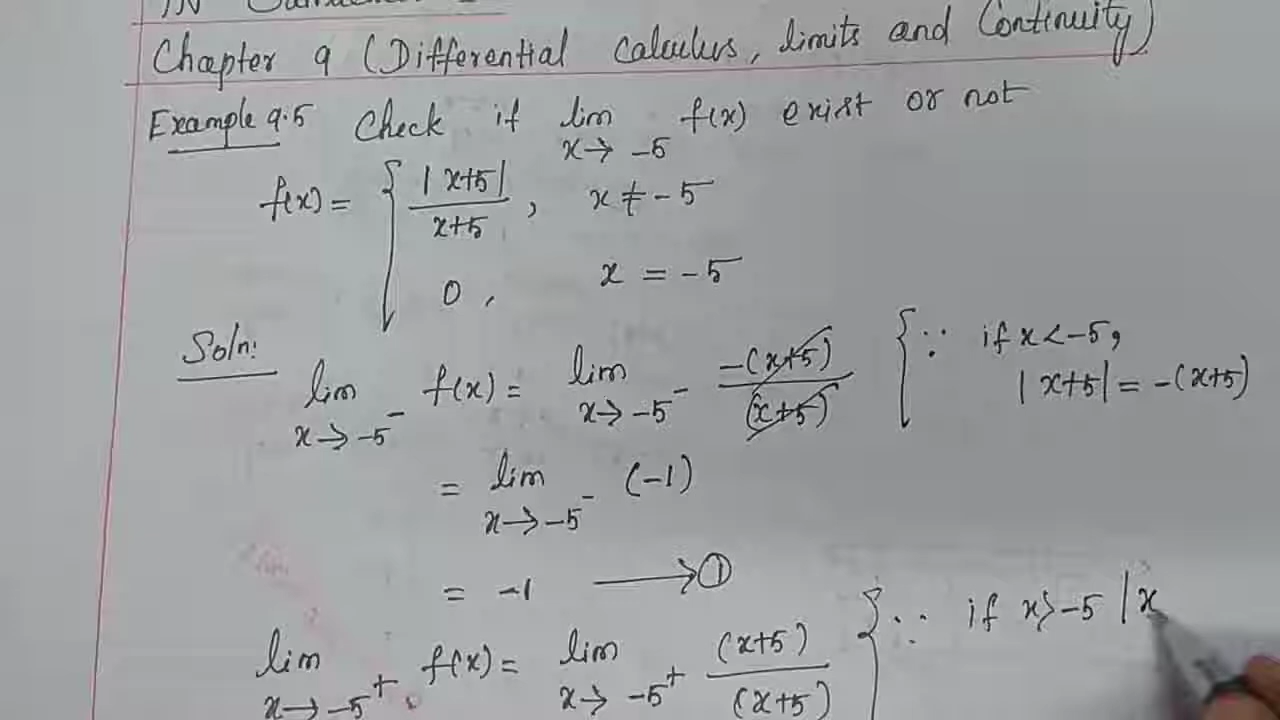 Chapter 9 (Differential Calculus, limits and Continuity)
Example 9.5 Check if lim x→ -5 f(x) exist or not
f(x) = { |x+5| / x+5 , x ≠ -5
0 , x = -5
Soln:
lim x→ -5⁻ f(x) = lim x→ -5⁻ -(x+5) / (x+5) { ∵ if x < -5, |x+5| = -(x+5)
= lim x→ -5⁻ (-1)
= -1 ⟶ ①
lim x→ -5⁺ f(x) = lim x→ -5⁺ (x+5) / (x+5) { ∵ if x > -5 |x